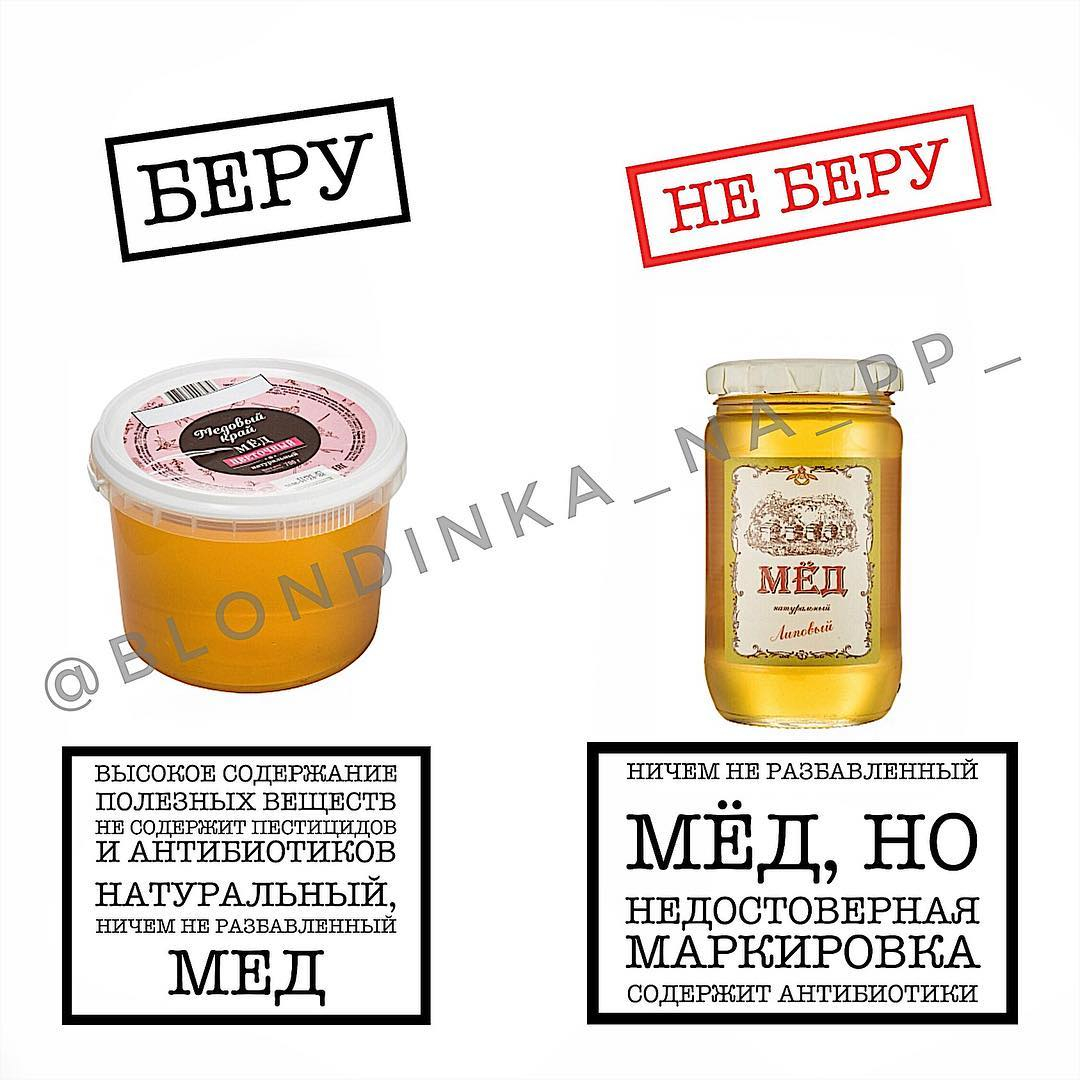 БЕРУ
НЕ БЕРУ
Медовый
край
МЁД
ЦВЕТОЧНЫЙ
натуральный
700 г
МЁД
натуральный
Липовый
@BLONDINKA_NA_PP_
ВЫСОКОЕ СОДЕРЖАНИЕ
ПОЛЕЗНЫХ ВЕЩЕСТВ
НЕ СОДЕРЖИТ ПЕСТИЦИДОВ
И АНТИБИОТИКОВ
НАТУРАЛЬНЫЙ,
НИЧЕМ НЕ РАЗБАВЛЕННЫЙ
МЕД
НИЧЕМ НЕ РАЗБАВЛЕННЫЙ
МЁД, НО
НЕДОСТОВЕРНАЯ
МАРКИРОВКА
СОДЕРЖИТ АНТИБИОТИКИ